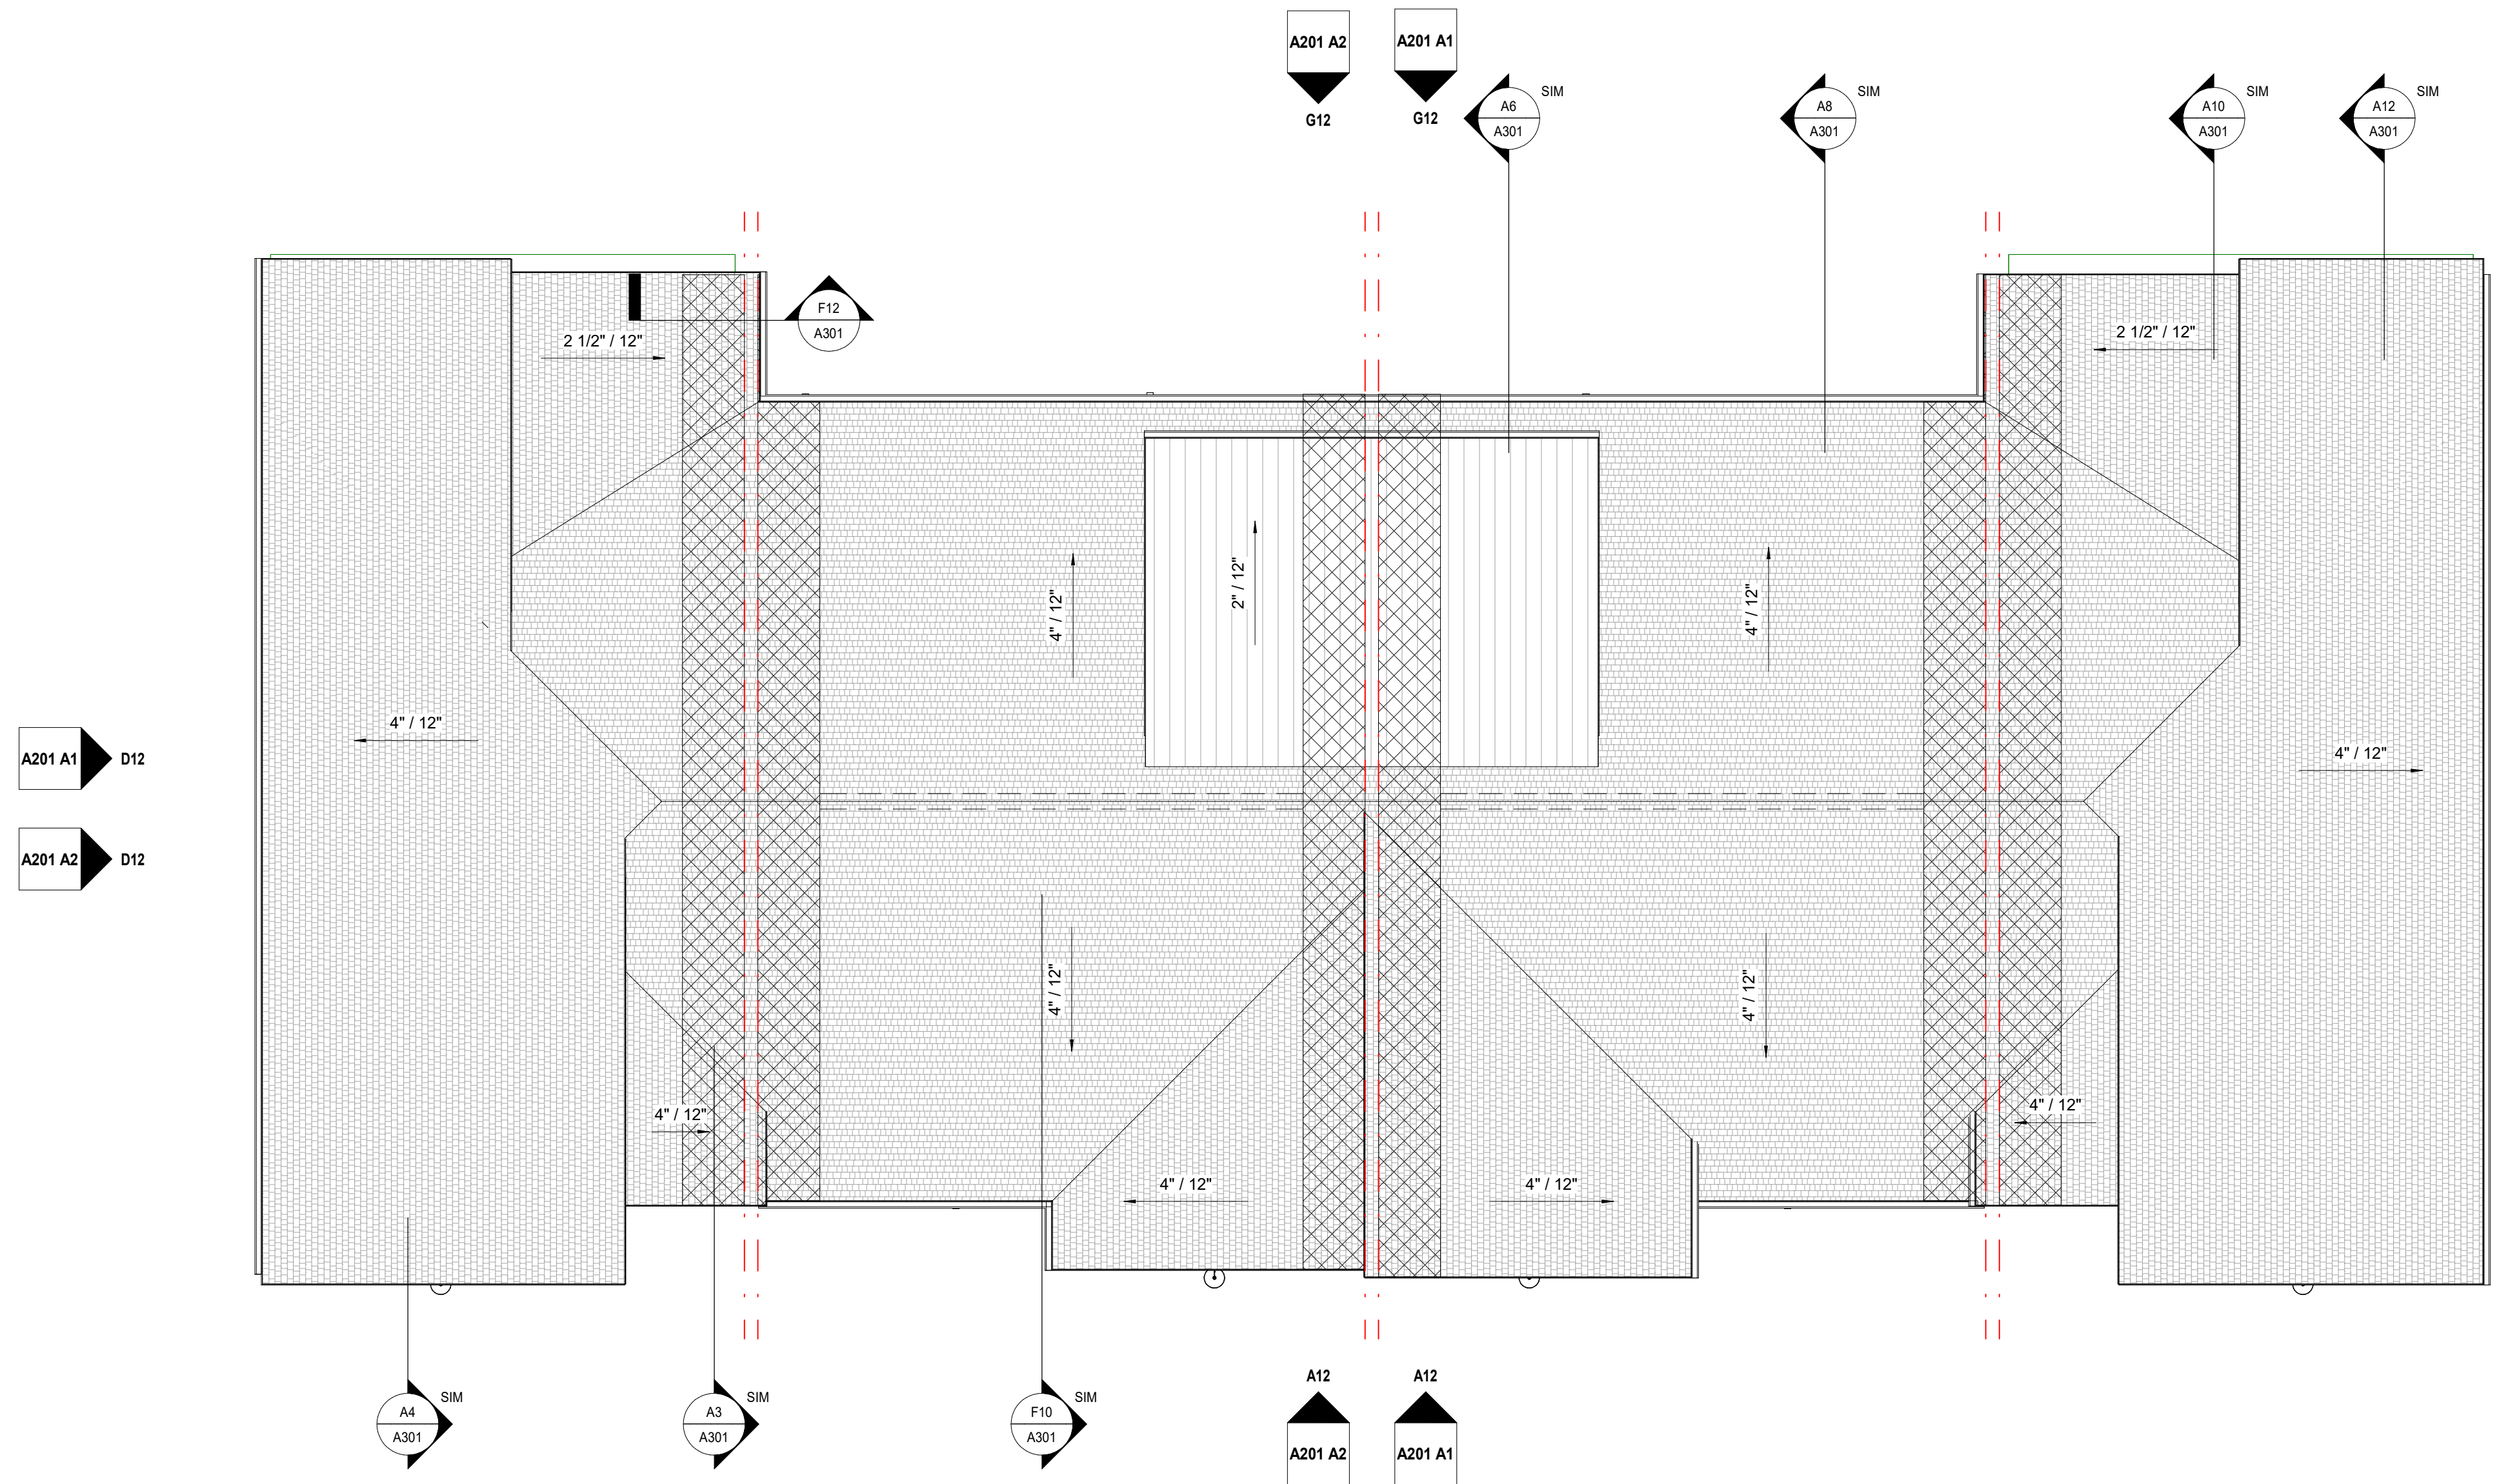 A201 A2
G12
A201 A1
G12
A6
A301
SIM
A8
A301
SIM
A10
A301
SIM
A12
A301
SIM
F12
A301
2 1/2" / 12"
2 1/2" / 12"
4" / 12"
2" / 12"
4" / 12"
4" / 12"
4" / 12"
A201 A1
D12
A201 A2
D12
4" / 12"
4" / 12"
4" / 12"
4" / 12"
4" / 12"
4" / 12"
A4
A301
SIM
A3
A301
SIM
F10
A301
SIM
A12
A201 A2
A12
A201 A1